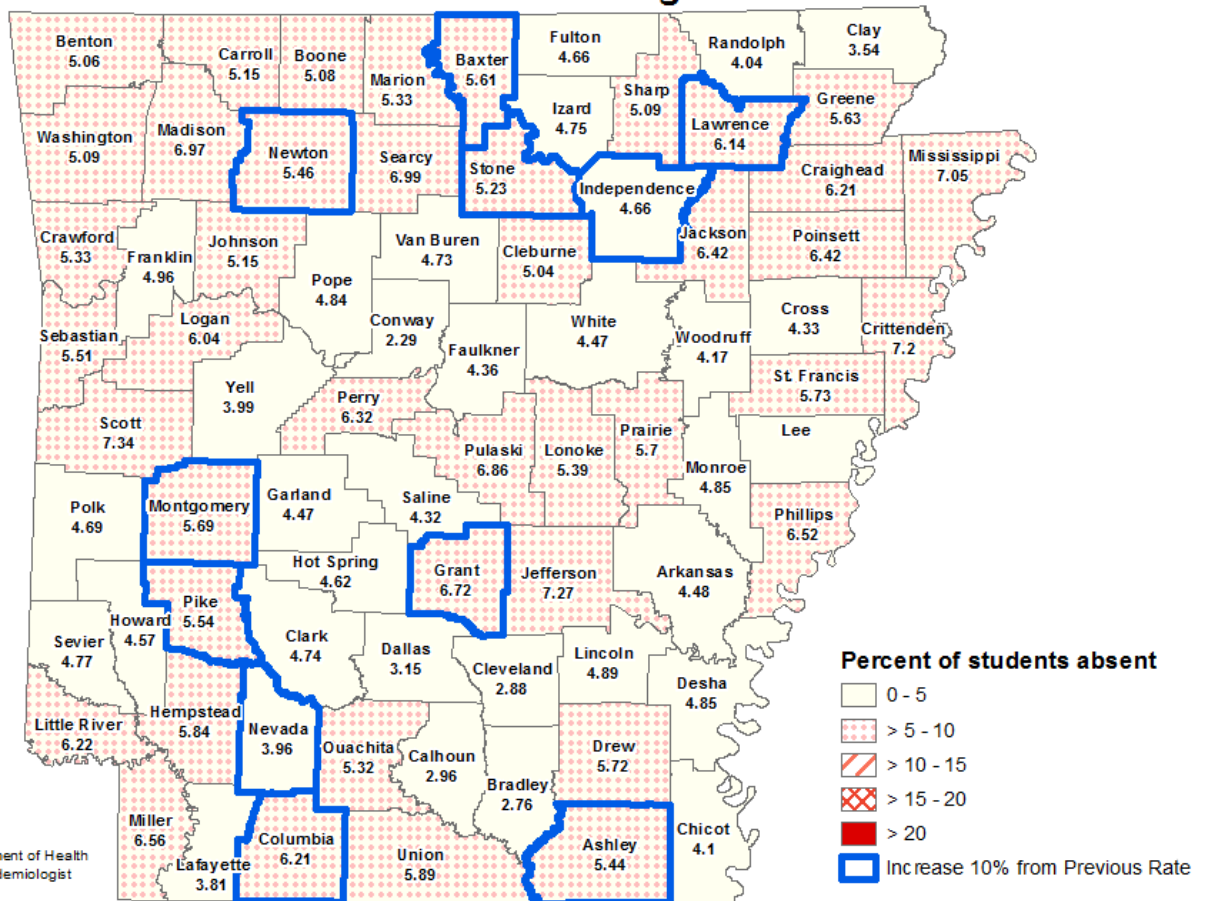 Benton
5.06
Carroll
5.15
Boone
5.08
Marion
5.33
Baxter
5.61
Fulton
4.66
Randolph
4.04
Clay
3.54
Washington
5.09
Madison
6.97
Newton
5.46
Searcy
6.99
Stone
5.23
Izard
4.75
Sharp
5.09
Lawrence
6.14
Greene
5.63
Independence
4.66
Craighead
6.21
Mississippi
7.05
Crawford
5.33
Franklin
4.96
Johnson
5.15
Pope
4.84
Van Buren
4.73
Cleburne
5.04
Jackson
6.42
Poinsett
6.42
Sebastian
5.51
Logan
6.04
Conway
2.29
Faulkner
4.36
White
4.47
Woodruff
4.17
Cross
4.33
Crittenden
7.2
Scott
7.34
Yell
3.99
Perry
6.32
Pulaski
6.86
Lonoke
5.39
Prairie
5.7
St. Francis
5.73
Lee
Monroe
4.85
Phillips
6.52
Polk
4.69
Montgomery
5.69
Garland
4.47
Saline
4.32
Hot Spring
4.62
Grant
6.72
Jefferson
7.27
Arkansas
4.48
Sevier
4.77
Howard
4.57
Pike
5.54
Clark
4.74
Dallas
3.15
Cleveland
2.88
Lincoln
4.89
Desha
4.85
Little River
6.22
Hempstead
5.84
Nevada
3.96
Ouachita
5.32
Calhoun
2.96
Bradley
2.76
Drew
5.72
Miller
6.56
Lafayette
3.81
Columbia
6.21
Union
5.89
Ashley
5.44
Chicot
4.1
Percent of students absent
0 - 5
> 5 - 10
> 10 - 15
> 15 - 20
> 20
Increase 10% from Previous Rate
of Health